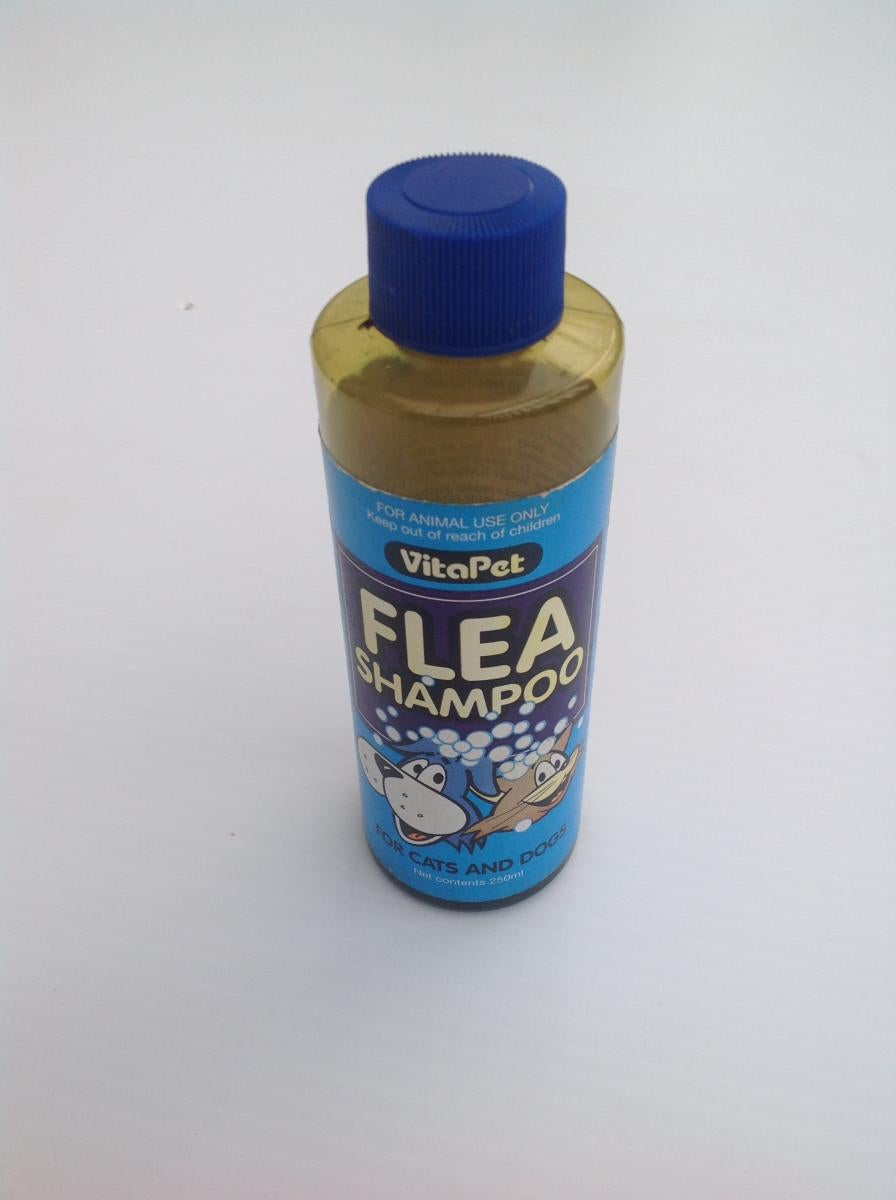 FOR ANIMAL USE ONLY
Keep out of reach of children
VitaPet
FLEA
SHAMPOO
FOR CATS AND DOGS
Net contents 250ml